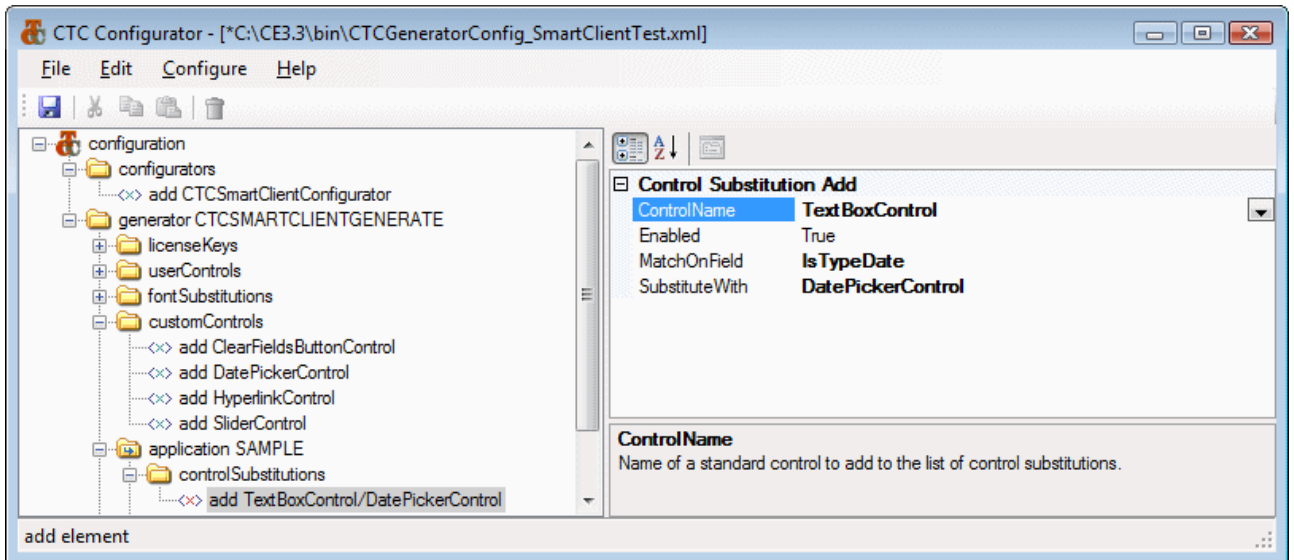 CTC Configurator - [*C:\CE3.3\bin\CTCGeneratorConfig_SmartClientTest.xml]
File Edit Configure Help
configuration
configurators
<x> add CTCSmartClientConfigurator
generator CTCSMARTCLIENTGENERATE
licenseKeys
userControls
fontSubstitutions
customControls
<x> add ClearFieldsButtonControl
<x> add DatePickerControl
<x> add HyperlinkControl
<x> add SliderControl
application SAMPLE
controlSubstitutions
<x> add TextBoxControl/DatePickerControl
Control Substitution Add
ControlName TextBoxControl
Enabled True
MatchOnField IsTypeDate
SubstituteWith DatePickerControl
ControlName
Name of a standard control to add to the list of control substitutions.
add element